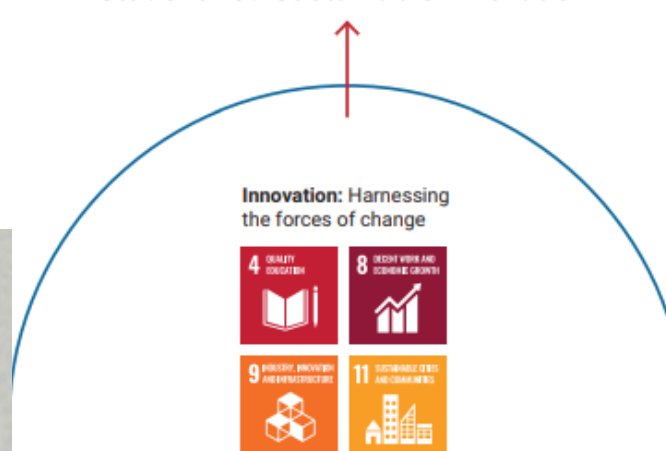 Innovation: Harnessing
the forces of change
4 QUALITY
EDUCATION
8 DECENT WORK AND
ECONOMIC GROWTH
9 INDUSTRY, INNOVATION
AND INFRASTRUCTURE
11 SUSTAINABLE CITIES
AND COMMUNITIES